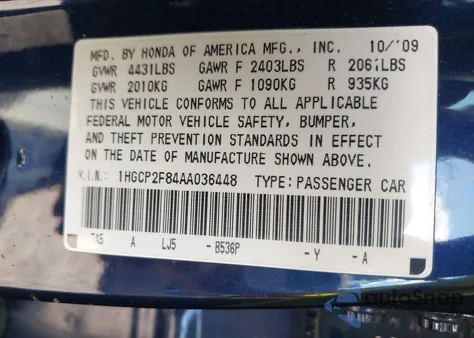 MFD. BY HONDA OF AMERICA MFG., INC. 10/'09
GVWR 4431LBS GAWR F 2403LBS R 2061LBS
GVWR 2010KG GAWR F 1090KG R 935KG
THIS VEHICLE CONFORMS TO ALL APPLICABLE
FEDERAL MOTOR VEHICLE SAFETY, BUMPER,
AND THEFT PREVENTION STANDARDS IN EFFECT
ON THE DATE OF MANUFACTURE SHOWN ABOVE.
V.I.N.: 1HGCP2F84AA036448 TYPE: PASSENGER CAR
TA5 A LJ5 - B536P - Y - A
autoSnap